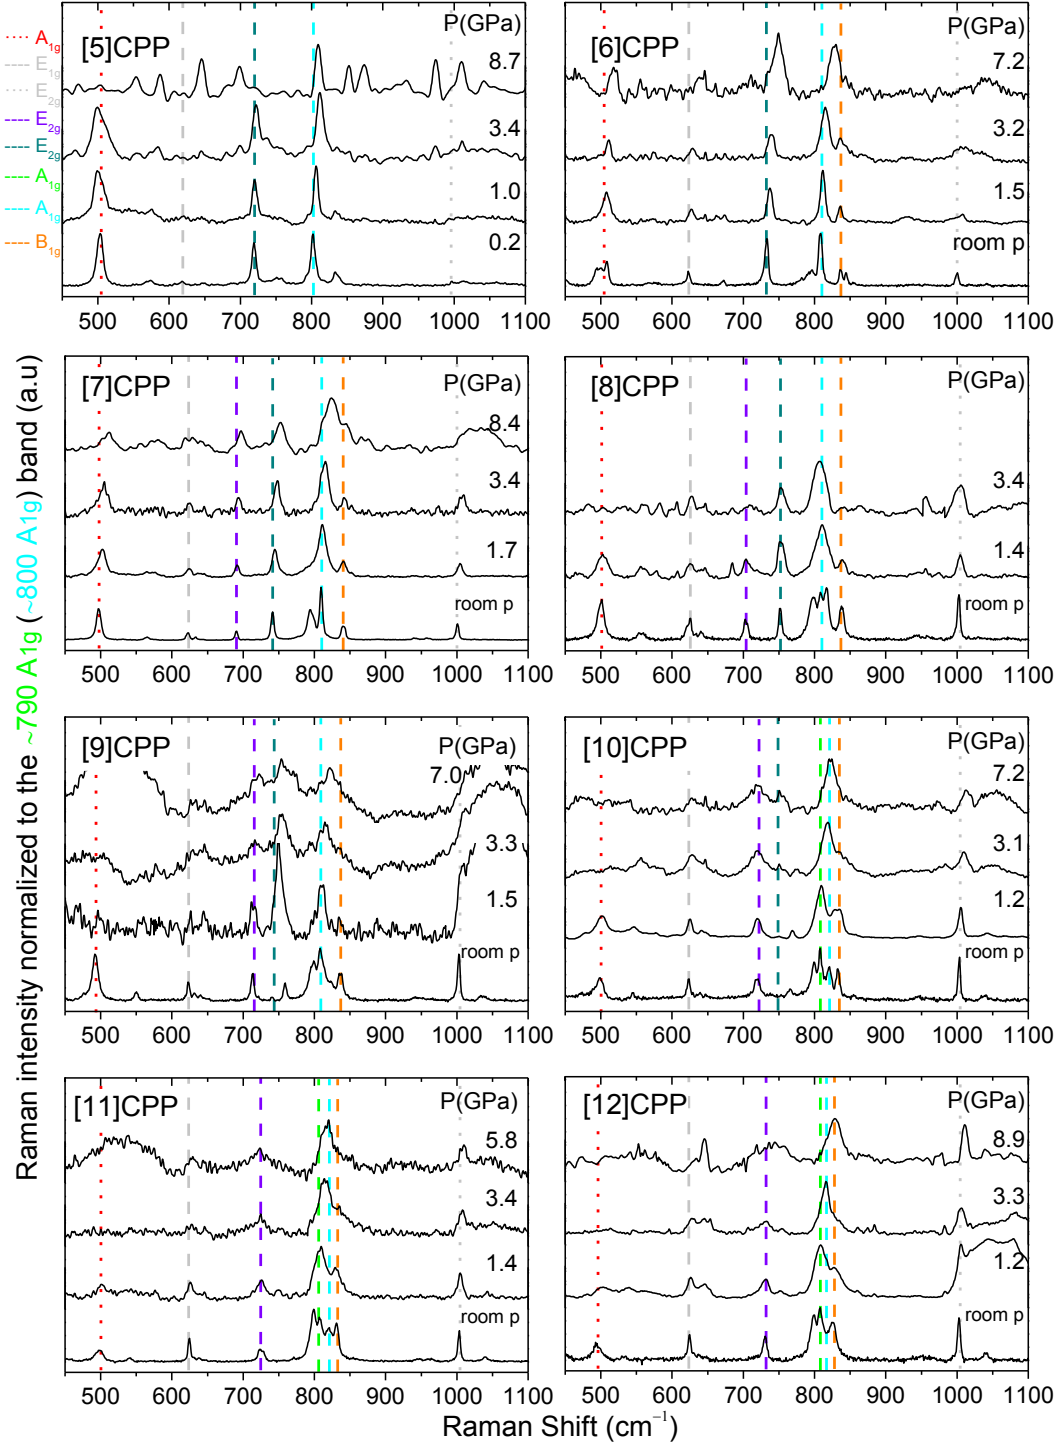 A1g
E1g
E2g
E2g
E2g
A1g
A1g
B1g
Raman intensity normalized to the ~790 A1g (~800 A1g) band (a.u)
[5]CPP
P(GPa)
8.7
3.4
1.0
0.2
500 600 700 800 900 1000 1100
[6]CPP
P(GPa)
7.2
3.2
1.5
room p
500 600 700 800 900 1000 1100
[7]CPP
P(GPa)
8.4
3.4
1.7
room p
500 600 700 800 900 1000 1100
[8]CPP
P(GPa)
3.4
1.4
room p
500 600 700 800 900 1000 1100
[9]CPP
P(GPa)
7.0
3.3
1.5
room p
500 600 700 800 900 1000 1100
[10]CPP
P(GPa)
7.2
3.1
1.2
room p
500 600 700 800 900 1000 1100
[11]CPP
P(GPa)
5.8
3.4
1.4
room p
500 600 700 800 900 1000 1100
[12]CPP
P(GPa)
8.9
3.3
1.2
room p
500 600 700 800 900 1000 1100
Raman Shift (cm⁻¹)